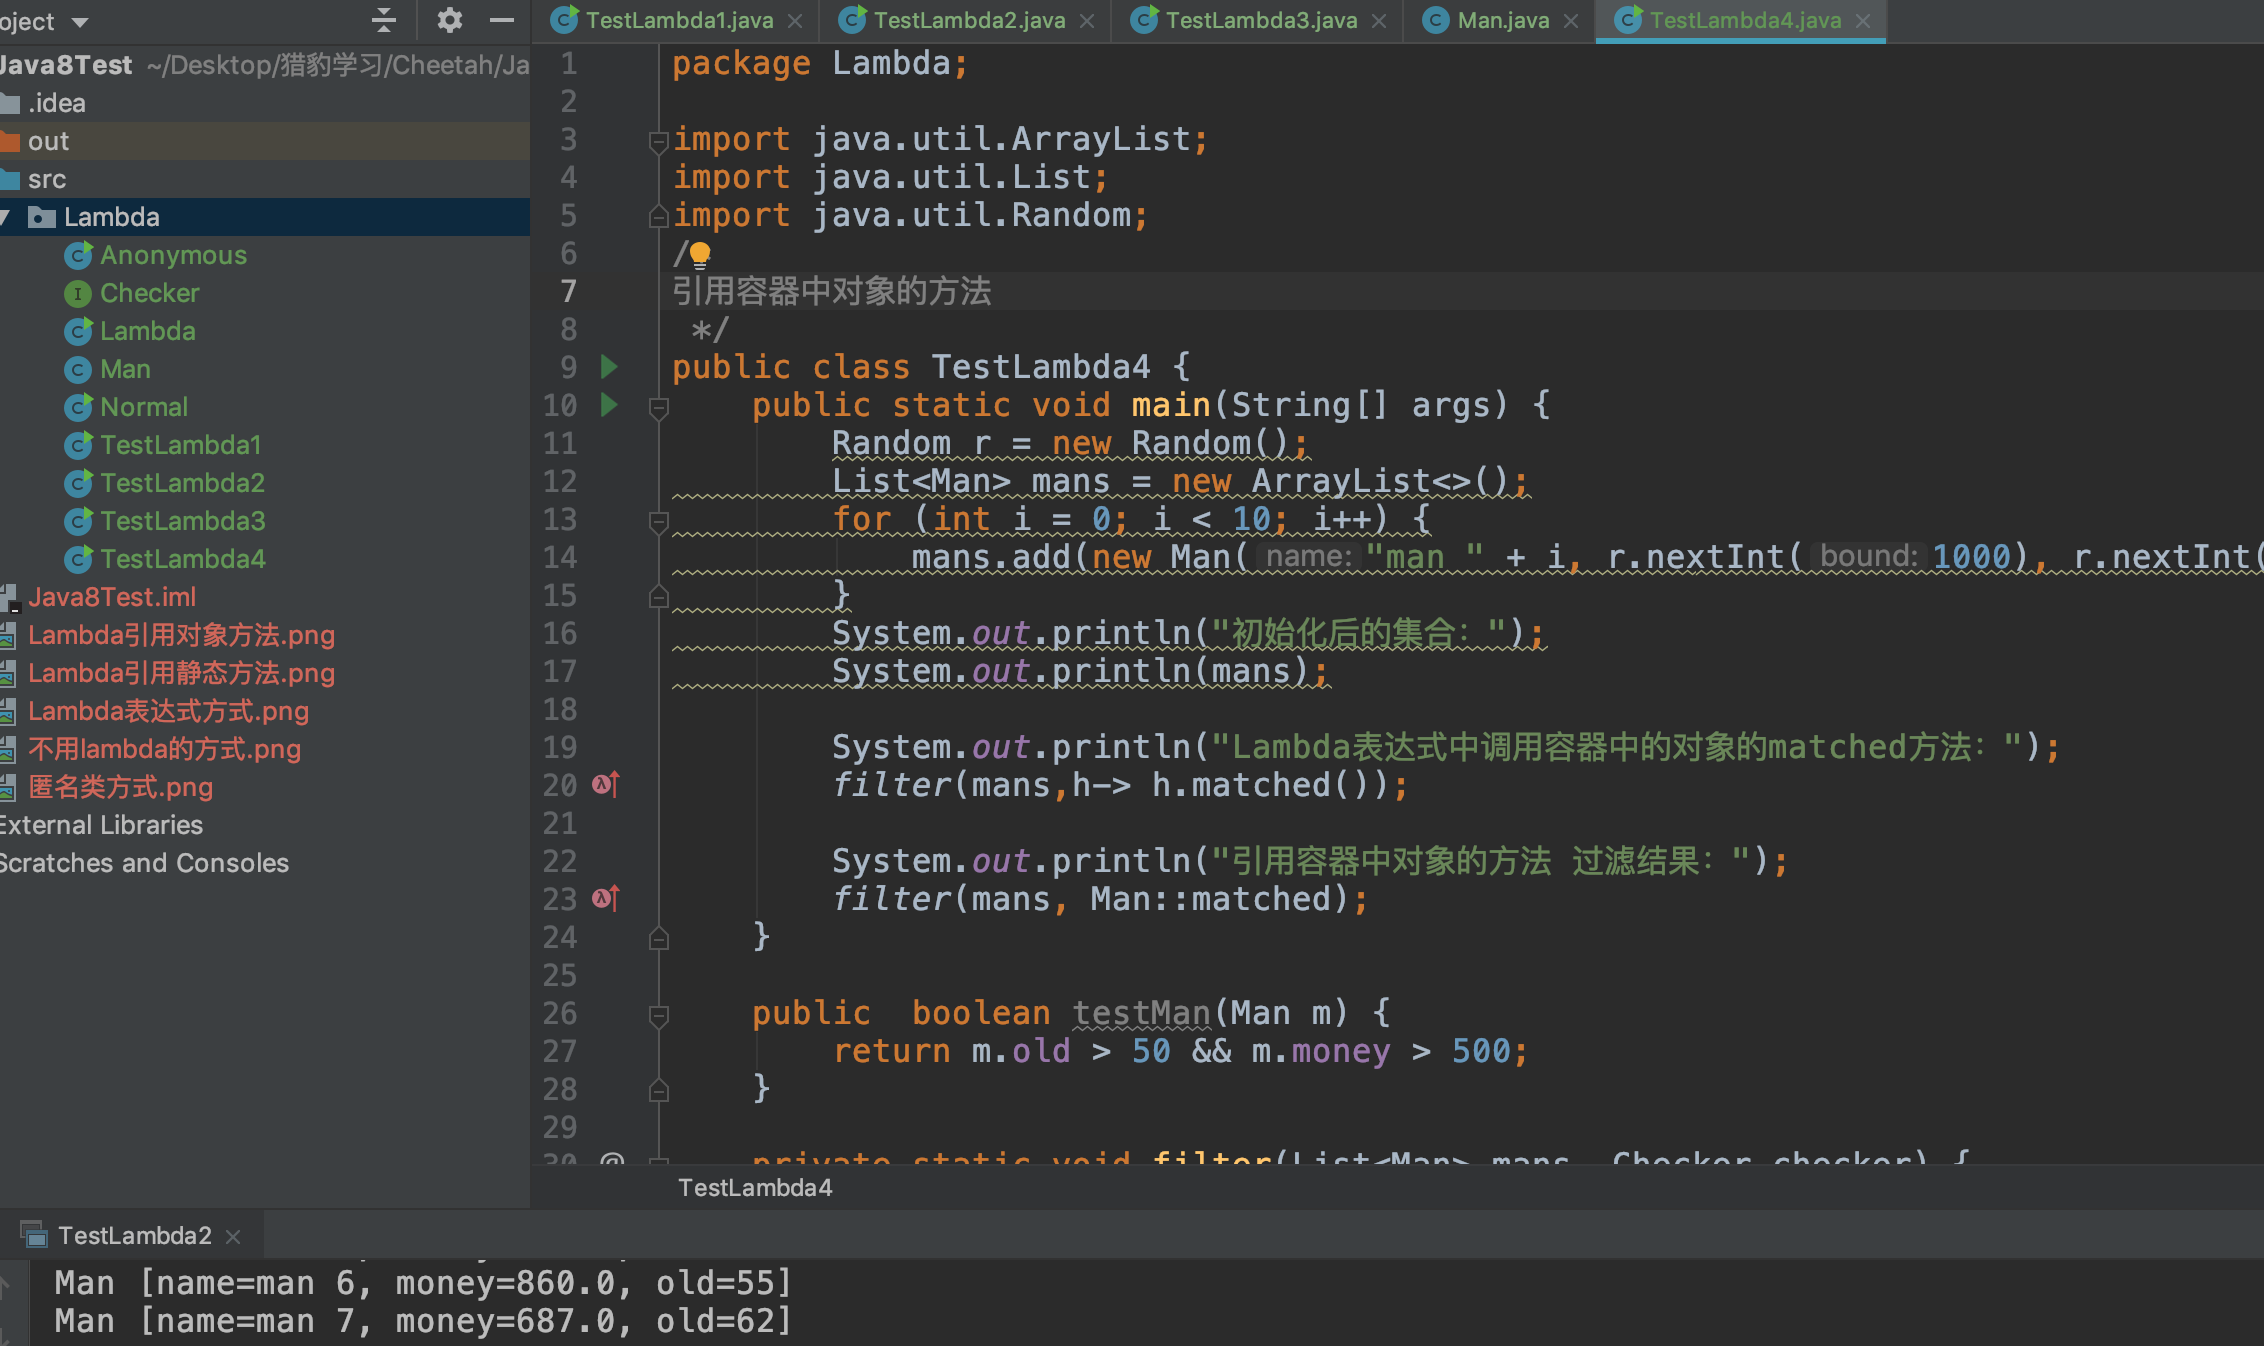 oject
TestLambda1.java
TestLambda2.java
TestLambda3.java
Man.java
TestLambda4.java
Java8Test ~/Desktop/猎豹学习/Cheetah/Ja
.idea
out
src
Lambda
Anonymous
Checker
Lambda
Man
Normal
TestLambda1
TestLambda2
TestLambda3
TestLambda4
Java8Test.iml
Lambda引用对象方法.png
Lambda引用静态方法.png
Lambda表达式方式.png
不用lambda的方式.png
匿名类方式.png
External Libraries
Scratches and Consoles
1 package Lambda;
2
3 import java.util.ArrayList;
4 import java.util.List;
5 import java.util.Random;
6 /
7 引用容器中对象的方法
8 */
9 public class TestLambda4 {
10 public static void main(String[] args) {
11 Random r = new Random();
12 List<Man> mans = new ArrayList<>();
13 for (int i = 0; i < 10; i++) {
14 mans.add(new Man( name: "man " + i, r.nextInt( bound: 1000), r.nextInt(
15 }
16 System.out.println("初始化后的集合：");
17 System.out.println(mans);
18
19 System.out.println("Lambda表达式中调用容器中的对象的matched方法：");
20 filter(mans,h-> h.matched());
21
22 System.out.println("引用容器中对象的方法 过滤结果：");
23 filter(mans, Man::matched);
24 }
25
26 public  boolean testMan(Man m) {
27 return m.old > 50 && m.money > 500;
28 }
29
30 @ private static void filter(List<Man> mans, Checker checker) {
TestLambda4
TestLambda2
Man [name=man 6, money=860.0, old=55]
Man [name=man 7, money=687.0, old=62]